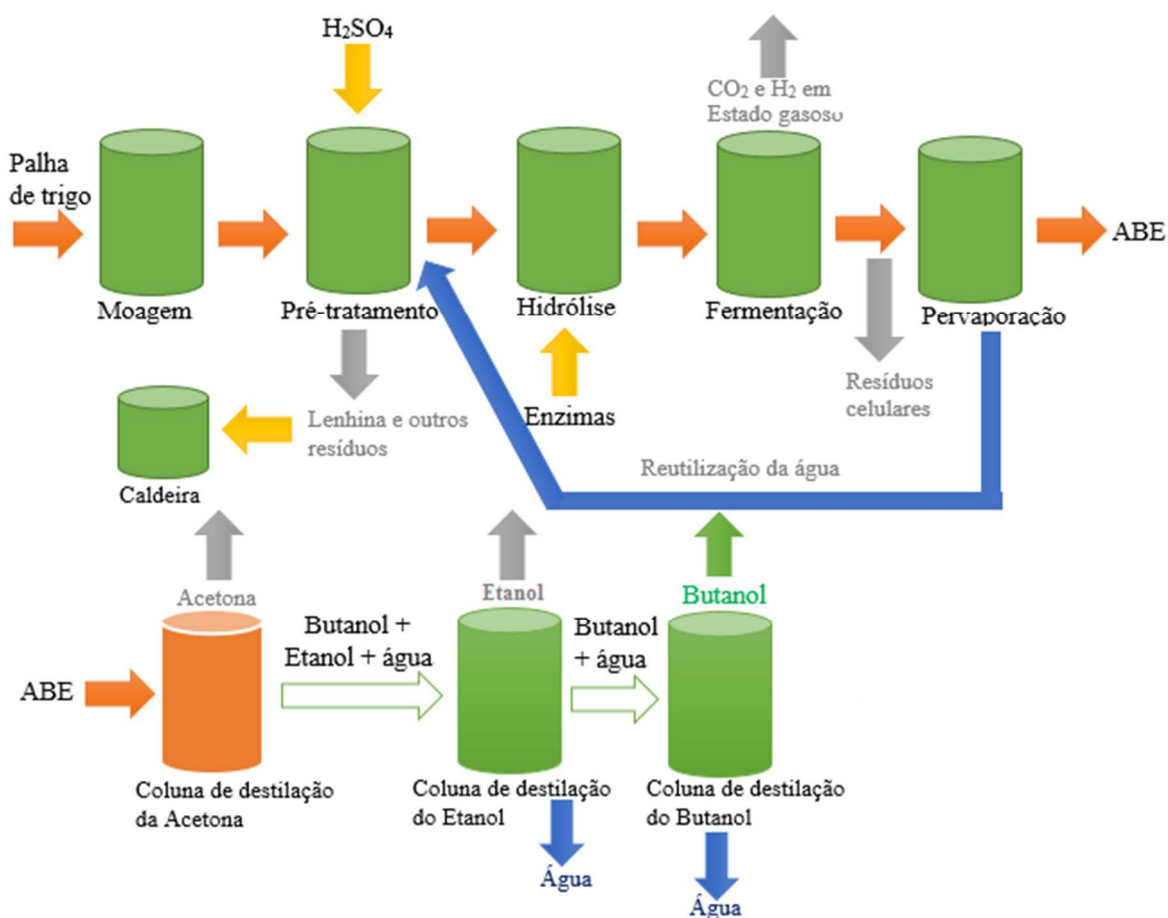 H₂SO₄
CO₂ e H₂ em
Estado gasoso
Palha
de trigo
ABE
Moagem
Pré-tratamento
Hidrólise
Fermentação
Pervaporação
Lenhina e outros
resíduos
Enzimas
Resíduos
celulares
Reutilização da água
Caldeira
Acetona
Etanol
Butanol
Butanol +
Etanol + água
Butanol
+ água
ABE
Coluna de destilação
da Acetona
Coluna de destilação
do Etanol
Coluna de destilação
do Butanol
Água
Água